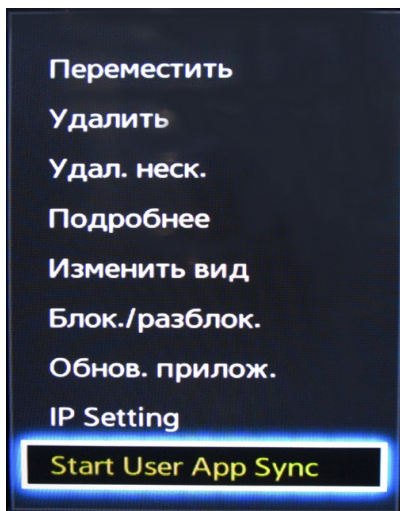 Переместить
Удалить
Удал. неск.
Подробнее
Изменить вид
Блок./разблок.
Обнов. прилож.
IP Setting
Start User App Sync